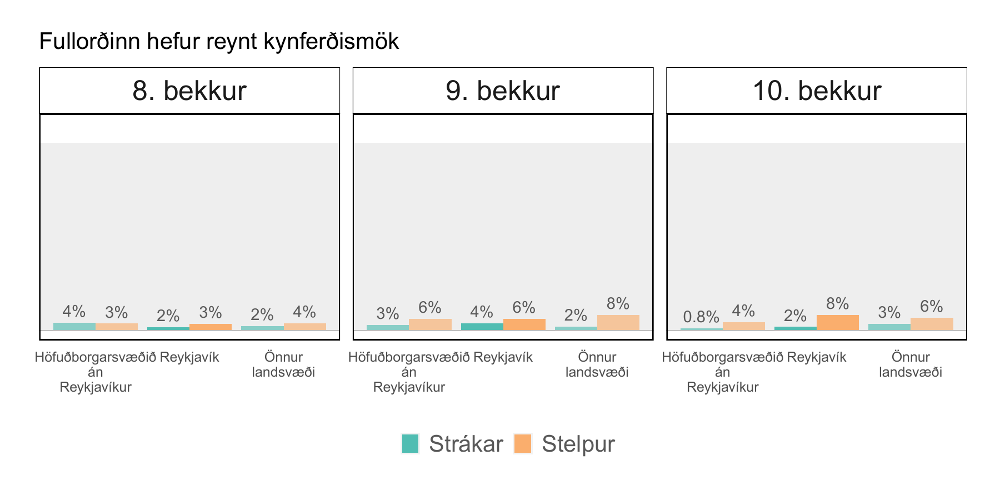 Fullorðinn hefur reynt kynferðismök
8. bekkur
9. bekkur
10. bekkur
4% 3% 2% 3% 2% 4%
3% 6% 4% 6% 2% 8%
0.8% 4% 2% 8% 3% 6%
Höfuðborgarsvæðið
án
Reykjavíkur
Reykjavík
Önnur
landsvæði
Höfuðborgarsvæðið
án
Reykjavíkur
Reykjavík
Önnur
landsvæði
Höfuðborgarsvæðið
án
Reykjavíkur
Reykjavík
Önnur
landsvæði
Strákar Stelpur